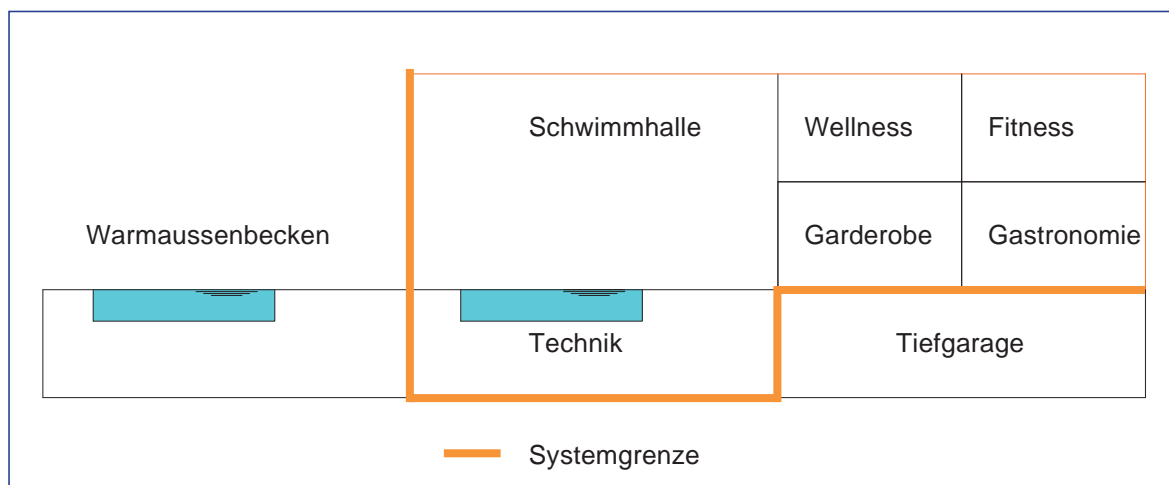 Schwimmhalle
Wellness
Fitness
Warmaussenbecken
Garderobe
Gastronomie
Technik
Tiefgarage
Systemgrenze